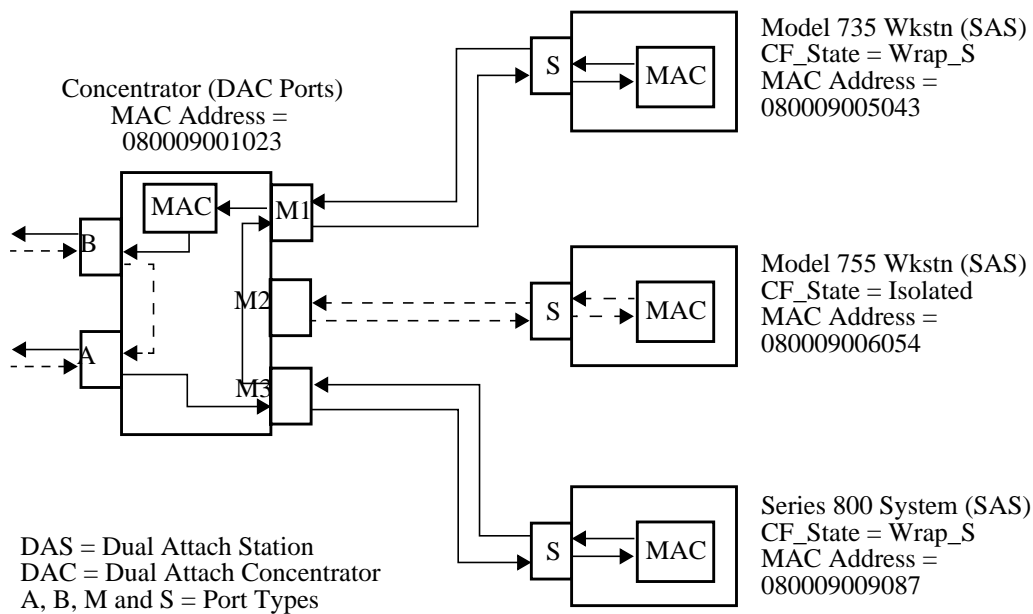 Model 735 Wkstn (SAS)
CF_State = Wrap_S
MAC Address =
080009005043
S
MAC
Concentrator (DAC Ports)
MAC Address =
080009001023
MAC
M1
B
M2
A
M3
Model 755 Wkstn (SAS)
CF_State = Isolated
MAC Address =
080009006054
S
MAC
Series 800 System (SAS)
CF_State = Wrap_S
MAC Address =
080009009087
S
MAC
DAS = Dual Attach Station
DAC = Dual Attach Concentrator
A, B, M and S = Port Types